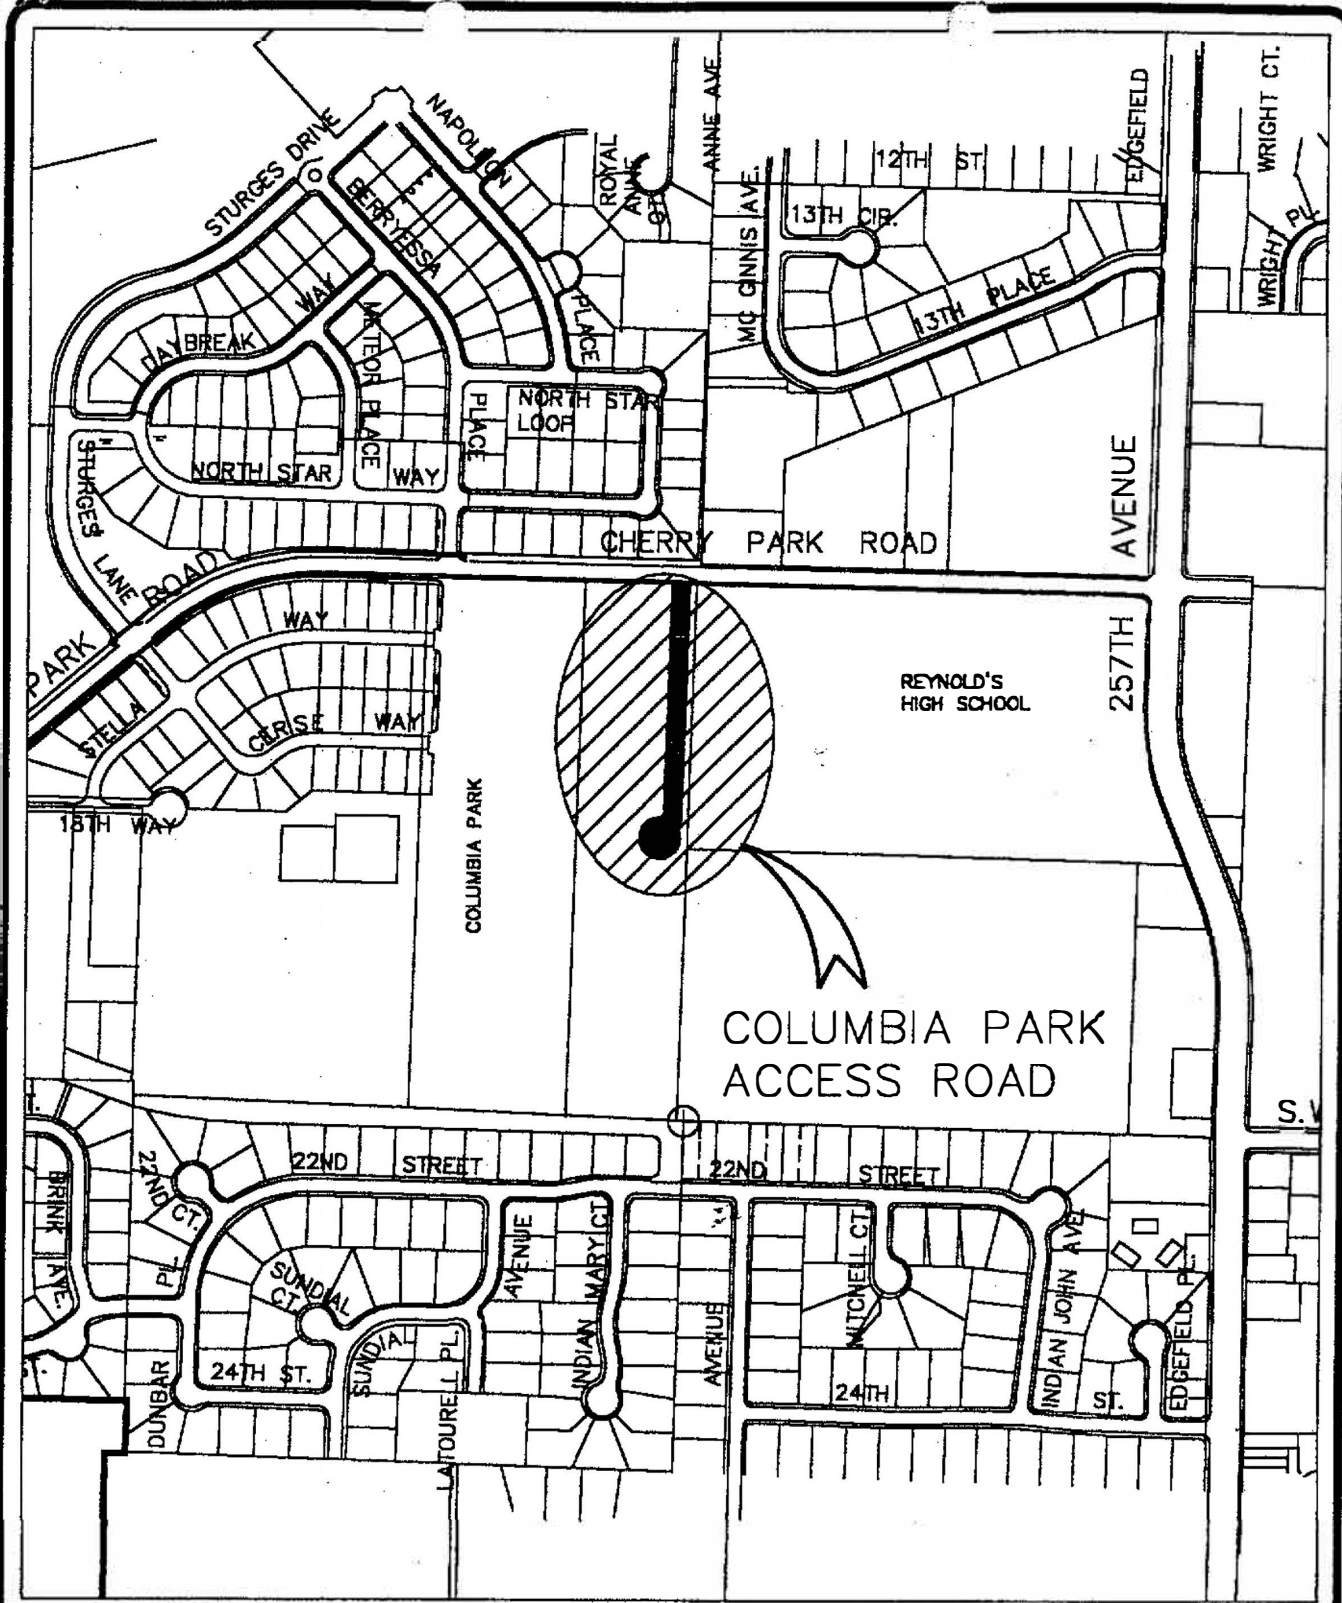 STURGES DRIVE
NAPOLEON
ROYAL
ANNE
ANNE AVE.
12TH ST.
EDGEFIELD
WRIGHT CT.
BERRYESSA
MC GINNIS AVE.
13TH CIR.
WRIGHT PL.
13TH PLACE
WAY
DAYBREAK
METEOR PLACE
PLACE
PLACE
NORTH STAR
LOOP
NORTH STAR WAY
STURGES LANE
CHERRY PARK ROAD
AVENUE
PARK ROAD
WAY
STELLA
CERISE WAY
REYNOLD'S
HIGH SCHOOL
257TH
18TH WAY
COLUMBIA PARK
COLUMBIA PARK
ACCESS ROAD
22ND STREET
22ND STREET
BRINK AVE.
22ND
CT.
PL.
SUNDIAL
CT.
AVENUE
INDIAN MARY CT.
AVENUE
MITCHELL CT.
INDIAN JOHN AVE.
EDGEFIELD PL.
DUNBAR
24TH ST.
SUNDIA
LATOURELL PL.
24TH ST.